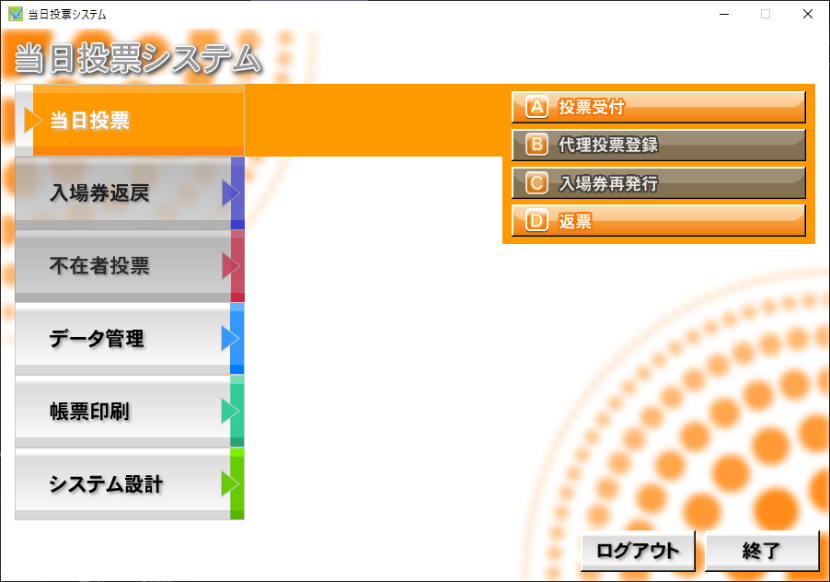 当日投票システム
当日投票システム
当日投票
入場券返戻
不在者投票
データ管理
帳票印刷
システム設計
A 投票受付
B 代理投票登録
C 入場券再発行
D 返票
ログアウト
終了